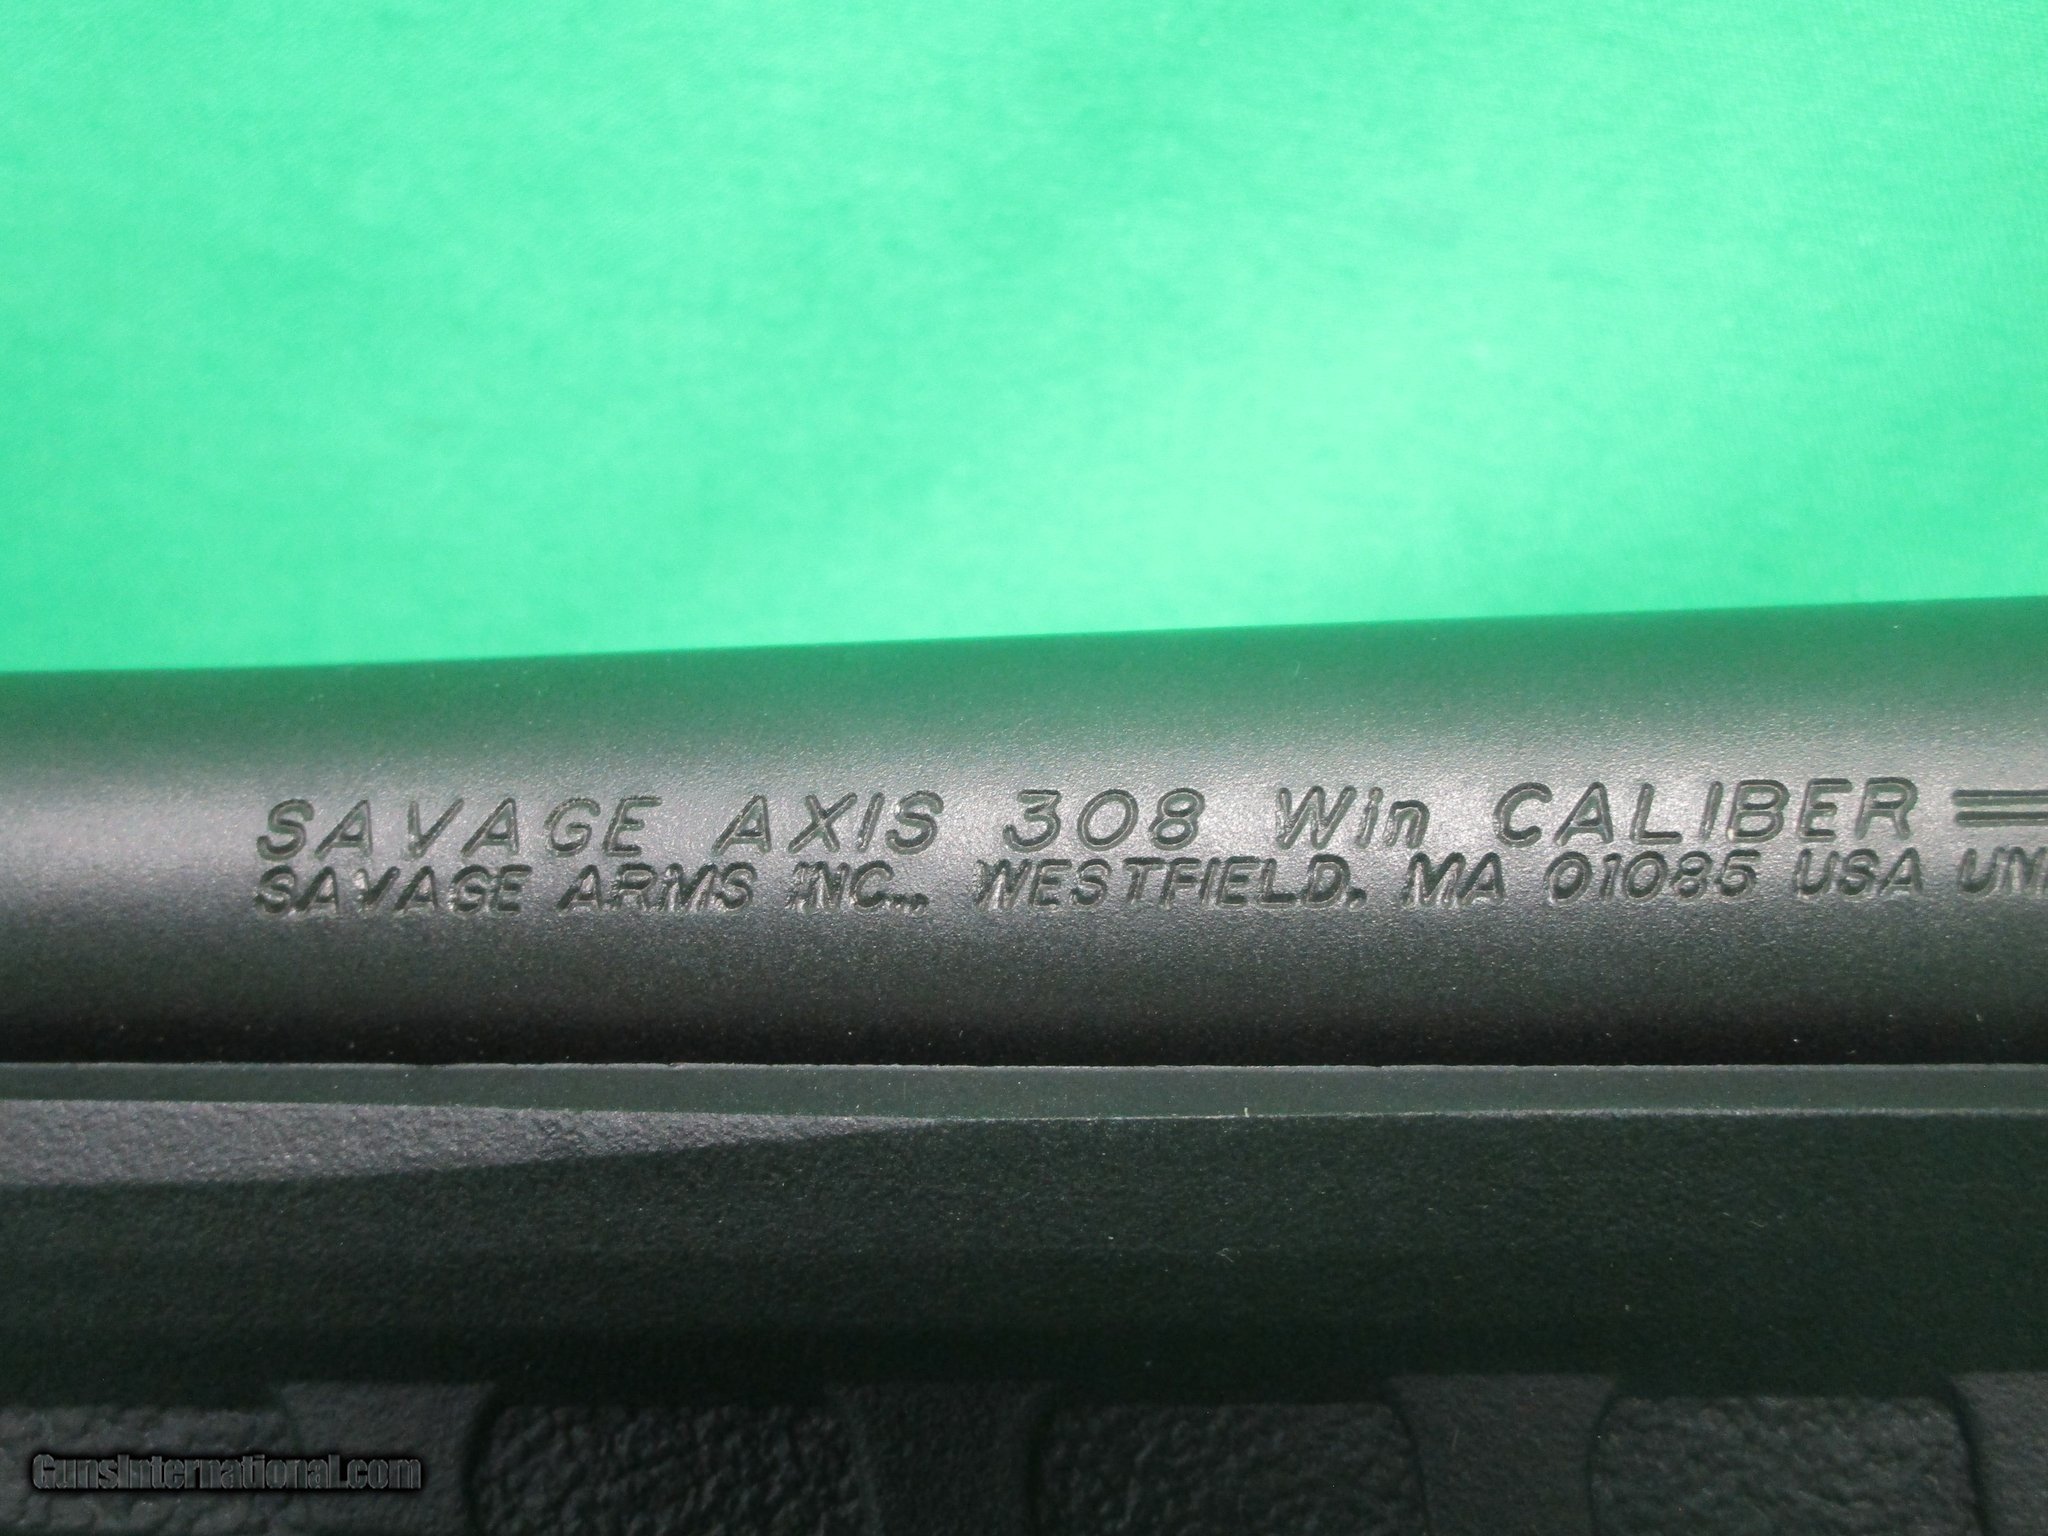 SAVAGE AXIS 308 Win CALIBER
SAVAGE ARMS INC., WESTFIELD, MA 01085 USA
GunsInternational.com